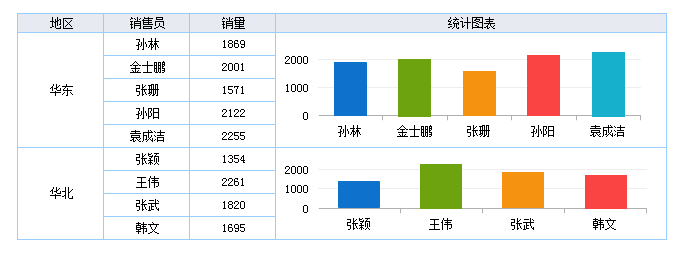 地区 销售员 销量 统计图表
华东
孙林 1869
金士鹏 2001
张珊 1571
孙阳 2122
袁成洁 2255
2000
1000
0
孙林 金士鹏 张珊 孙阳 袁成洁
华北
张颖 1354
王伟 2261
张武 1820
韩文 1695
2000
1000
0
张颖 王伟 张武 韩文